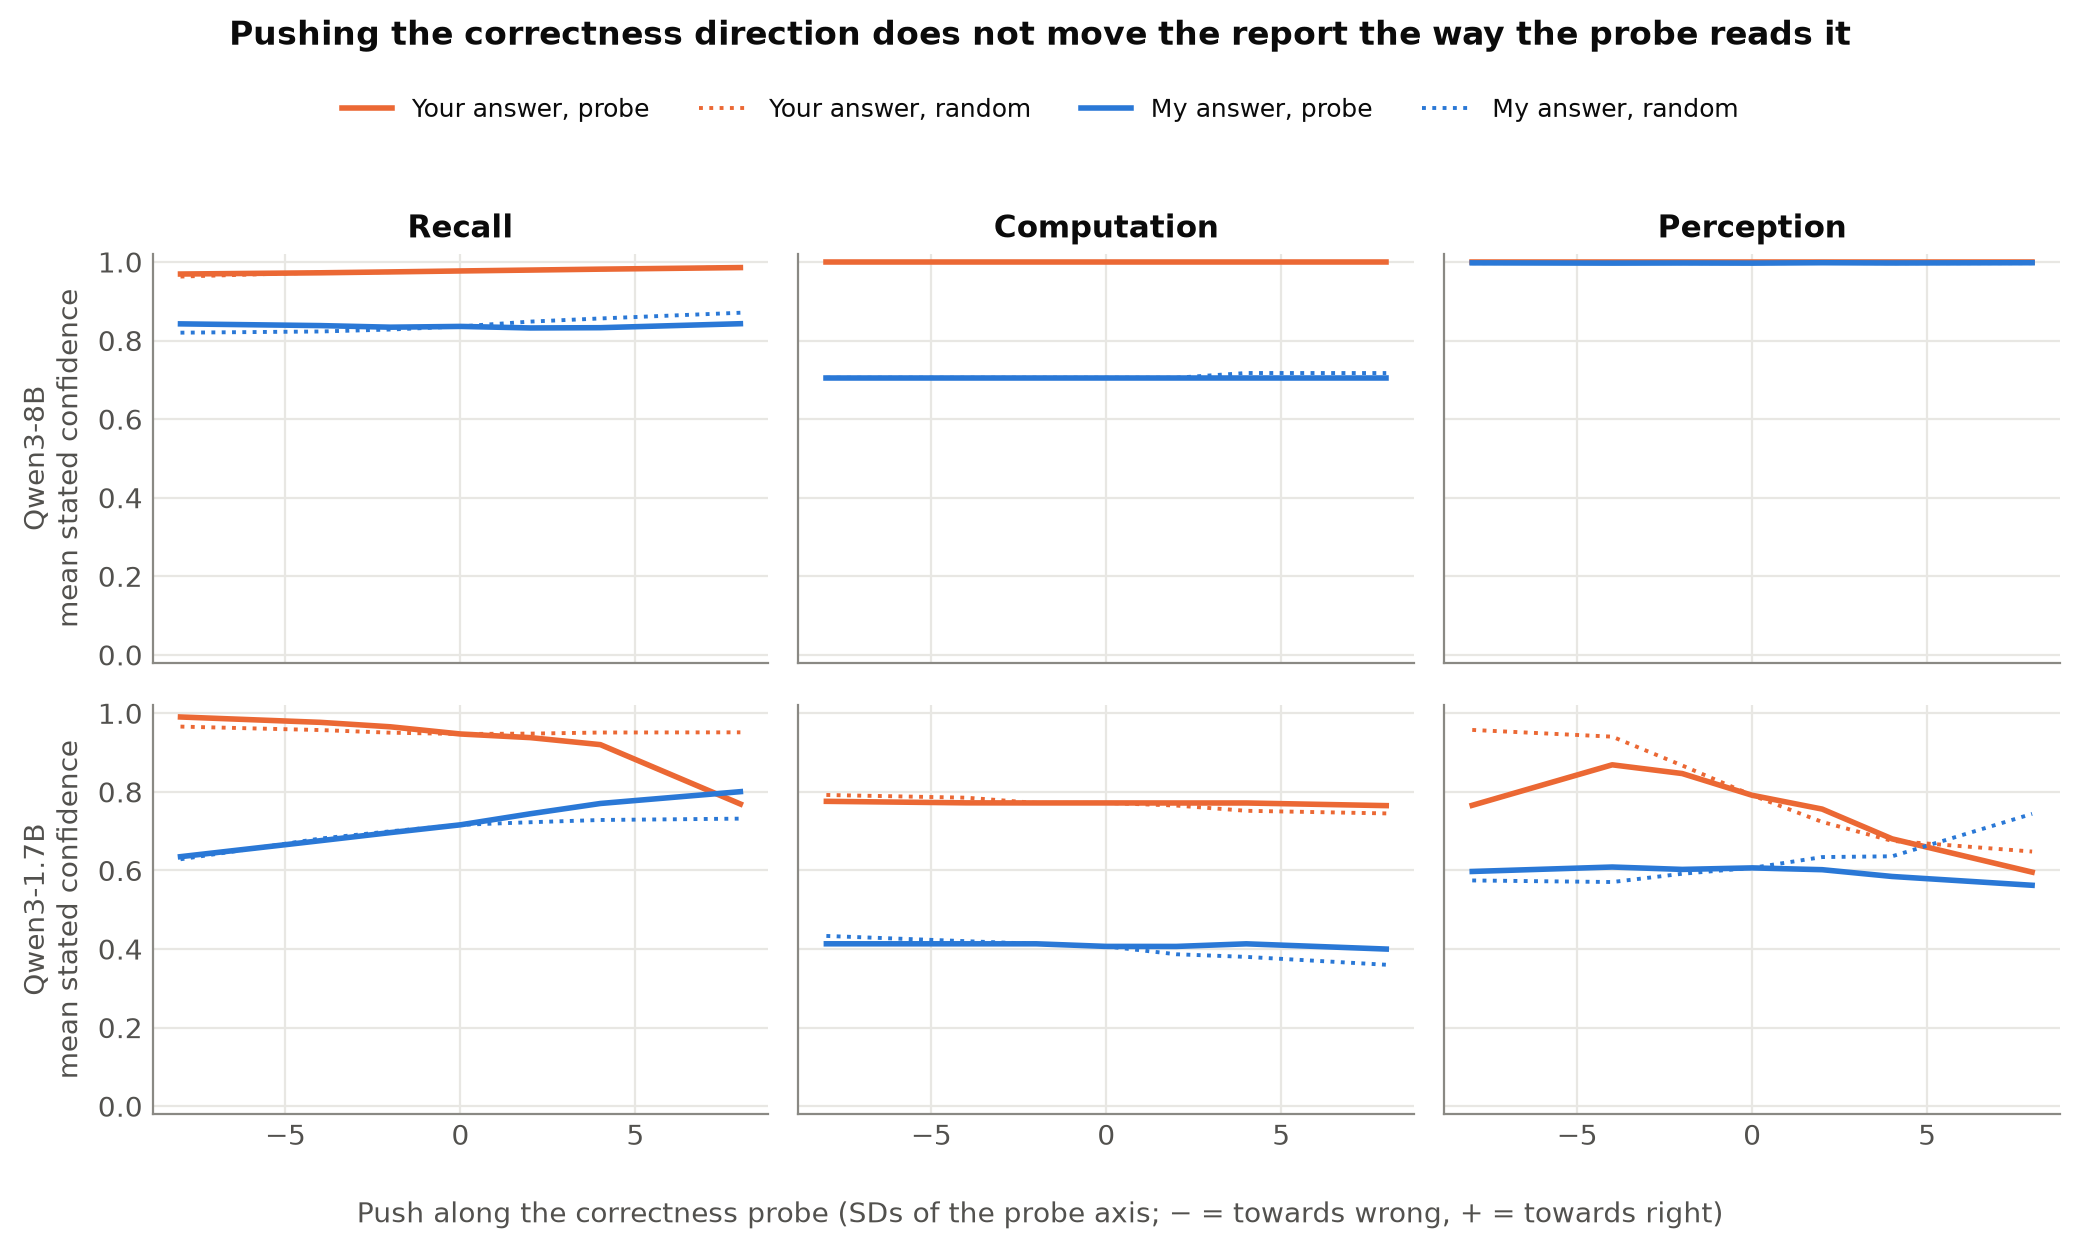 Pushing the correctness direction does not move the report the way the probe reads it
Your answer, probe
Your answer, random
My answer, probe
My answer, random
Recall
Computation
Perception
Qwen3-8B
mean stated confidence
1.0
0.8
0.6
0.4
0.2
0.0
Qwen3-1.7B
mean stated confidence
1.0
0.8
0.6
0.4
0.2
0.0
−5 0 5
−5 0 5
−5 0 5
Push along the correctness probe (SDs of the probe axis; − = towards wrong, + = towards right)